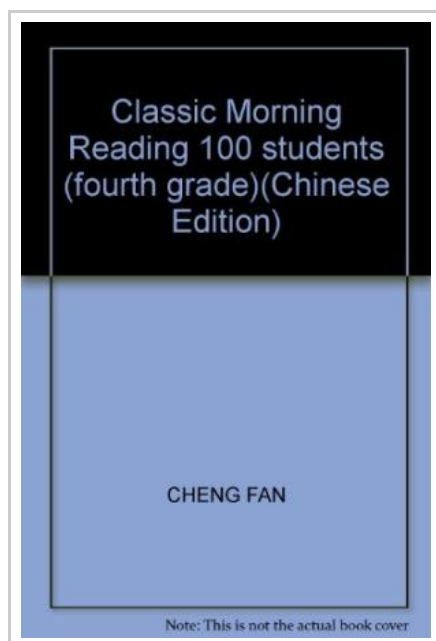 Classic Morning
Reading 100 students
(fourth grade)(Chinese
Edition)
CHENG FAN
Note: This is not the actual book cover